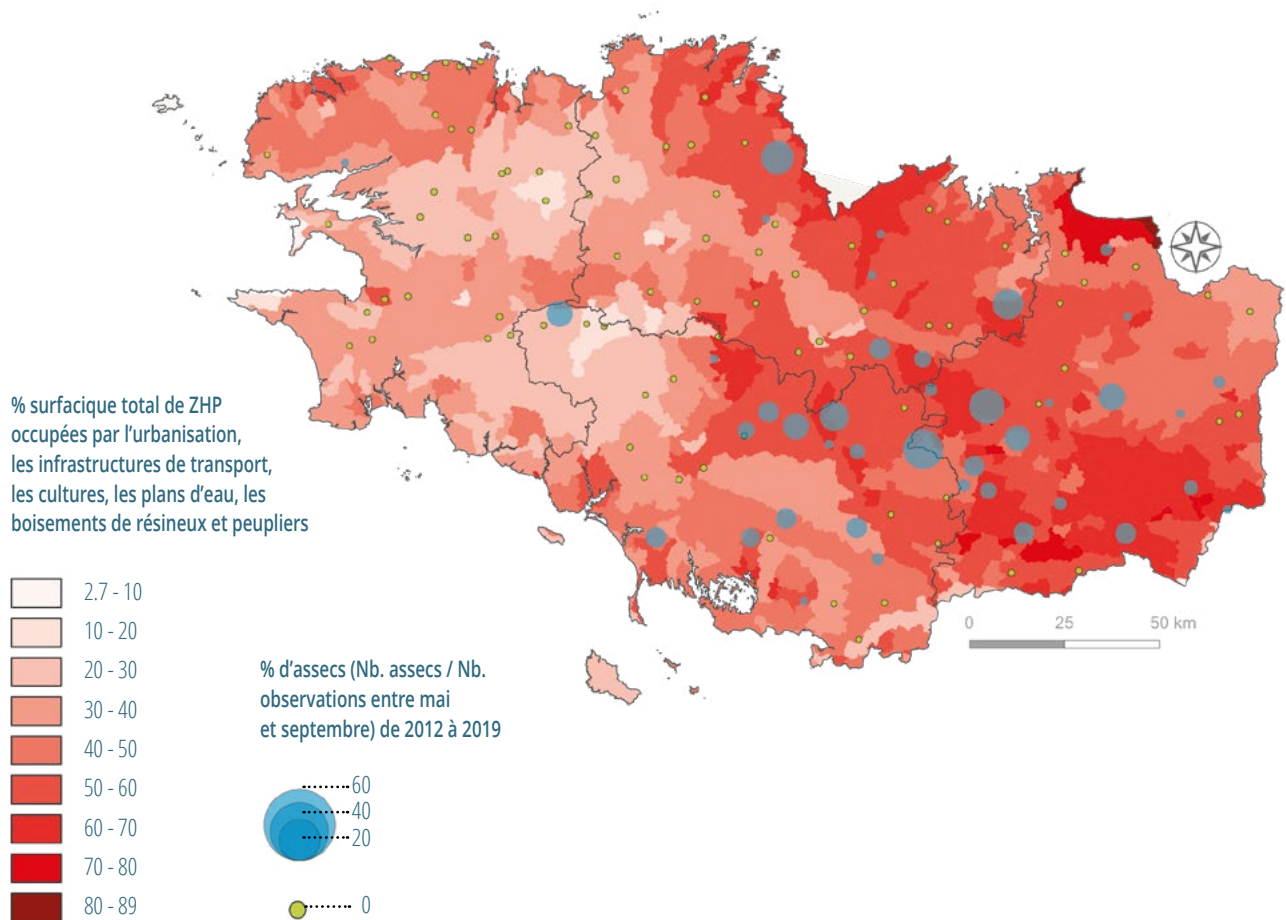 % surfacique total de ZHP
occupées par l'urbanisation,
les infrastructures de transport,
les cultures, les plans d'eau, les
boisements de résineux et peupliers
2.7 - 10
10 - 20
20 - 30
30 - 40
40 - 50
50 - 60
60 - 70
70 - 80
80 - 89
% d'assecs (Nb. assecs / Nb.
observations entre mai
et septembre) de 2012 à 2019
60
40
20
0
0 25 50 km